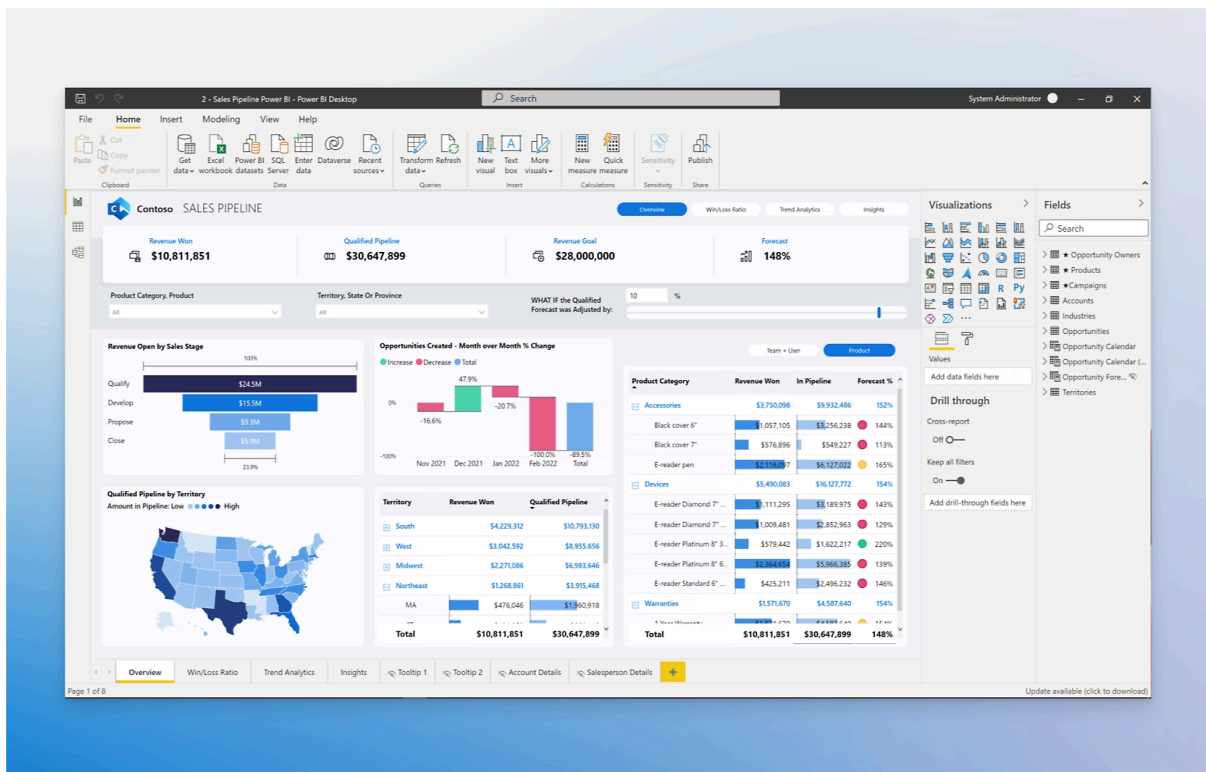 2 - Sales Pipeline Power BI - Power BI Desktop
Search
System Administrator
File Home Insert Modeling View Help
Paste
Cut
Copy
Format painter
Get data
Excel workbook
Power BI datasets
SQL Server
Enter data
Dataverse
Recent sources
Transform data
Refresh
New visual
Text box
More visuals
New measure
Quick measure
Sensitivity
Publish
Clipboard Data Queries Insert Calculations Sensitivity Share
Contoso SALES PIPELINE
Overview Win/Loss Ratio Trend Analytics Insights
Revenue Won
$10,811,851
Qualified Pipeline
$30,647,899
Revenue Goal
$28,000,000
Forecast
148%
Product Category, Product
All
Territory, State Or Province
All
WHAT IF the Qualified
Forecast was Adjusted by:
10 %
Revenue Open by Sales Stage
100%
Qualify $24.5M
Develop $15.5M
Propose $9.3M
Close $5.9M
23.9%
Opportunities Created - Month over Month % Change
Increase Decrease Total
0%
-100%
-16.6%
47.9%
-20.7%
-100.0%
-89.5%
Nov 2021 Dec 2021 Jan 2022 Feb 2022 Total
Qualified Pipeline by Territory
Amount in Pipeline: Low High
Territory Revenue Won Qualified Pipeline
South $4,229,312 $10,793,130
West $3,042,592 $8,955,656
Midwest $2,271,086 $6,983,646
Northeast $1,268,861 $3,915,468
MA $476,046 $1,960,918
Total $10,811,851 $30,647,899
Team + User Product
Product Category Revenue Won In Pipeline Forecast %
Accessories $3,750,098 $9,932,486 152%
Black cover 6" $1,057,105 $3,256,238 144%
Black cover 7" $576,896 $549,227 113%
E-reader pen $2,116,097 $6,127,022 165%
Devices $5,490,083 $16,127,772 154%
E-reader Diamond 7" ... $1,111,295 $3,189,975 143%
E-reader Diamond 7" ... $1,009,481 $2,852,963 129%
E-reader Platinum 8" 3... $579,442 $1,622,217 220%
E-reader Platinum 8" 6... $2,364,654 $5,966,385 139%
E-reader Standard 6" ... $425,211 $2,496,232 146%
Warranties $1,571,670 $4,587,640 154%
Total $10,811,851 $30,647,899 148%
Visualizations
R Py
Values
Add data fields here
Drill through
Cross-report
Off
Keep all filters
On
Add drill-through fields here
Fields
Search
Opportunity Owners
Products
Campaigns
Accounts
Industries
Opportunities
Opportunity Calendar
Opportunity Calendar (...
Opportunity Fore...
Territories
Overview Win/Loss Ratio Trend Analytics Insights Tooltip 1 Tooltip 2 Account Details Salesperson Details +
Page 1 of 8
Update available (click to download)